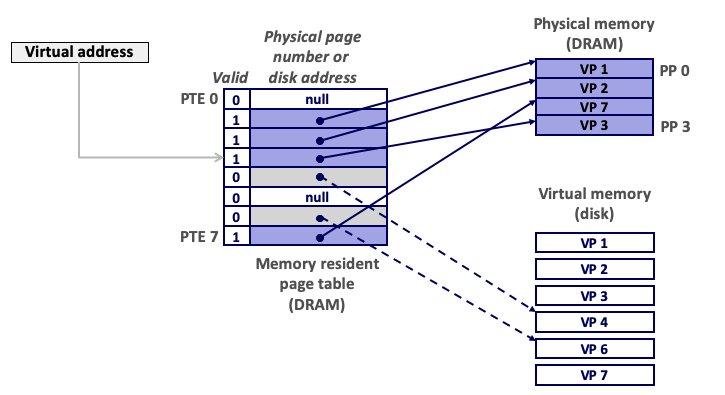 Virtual address
Physical page
number or
disk address
Valid
PTE 0
0
null
1
1
1
0
0
null
0
PTE 7
1
Memory resident
page table
(DRAM)
Physical memory
(DRAM)
VP 1
PP 0
VP 2
VP 7
VP 3
PP 3
Virtual memory
(disk)
VP 1
VP 2
VP 3
VP 4
VP 6
VP 7